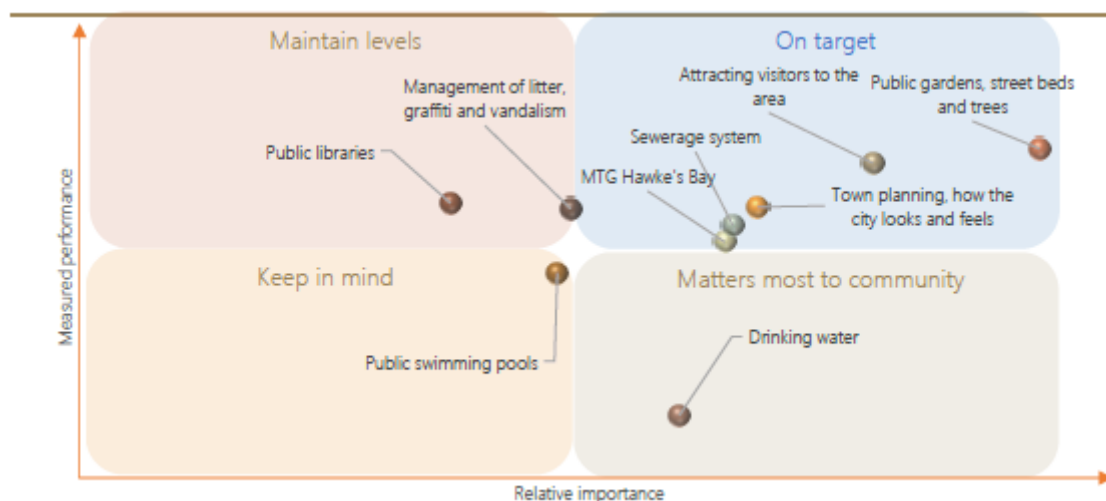 Maintain levels
On target
Management of litter,
graffiti and vandalism
Attracting visitors to the
area
Public gardens, street beds
and trees
Public libraries
Sewerage system
MTG Hawke's Bay
Town planning, how the
city looks and feels
Measured performance
Keep in mind
Matters most to community
Public swimming pools
Drinking water
Relative importance